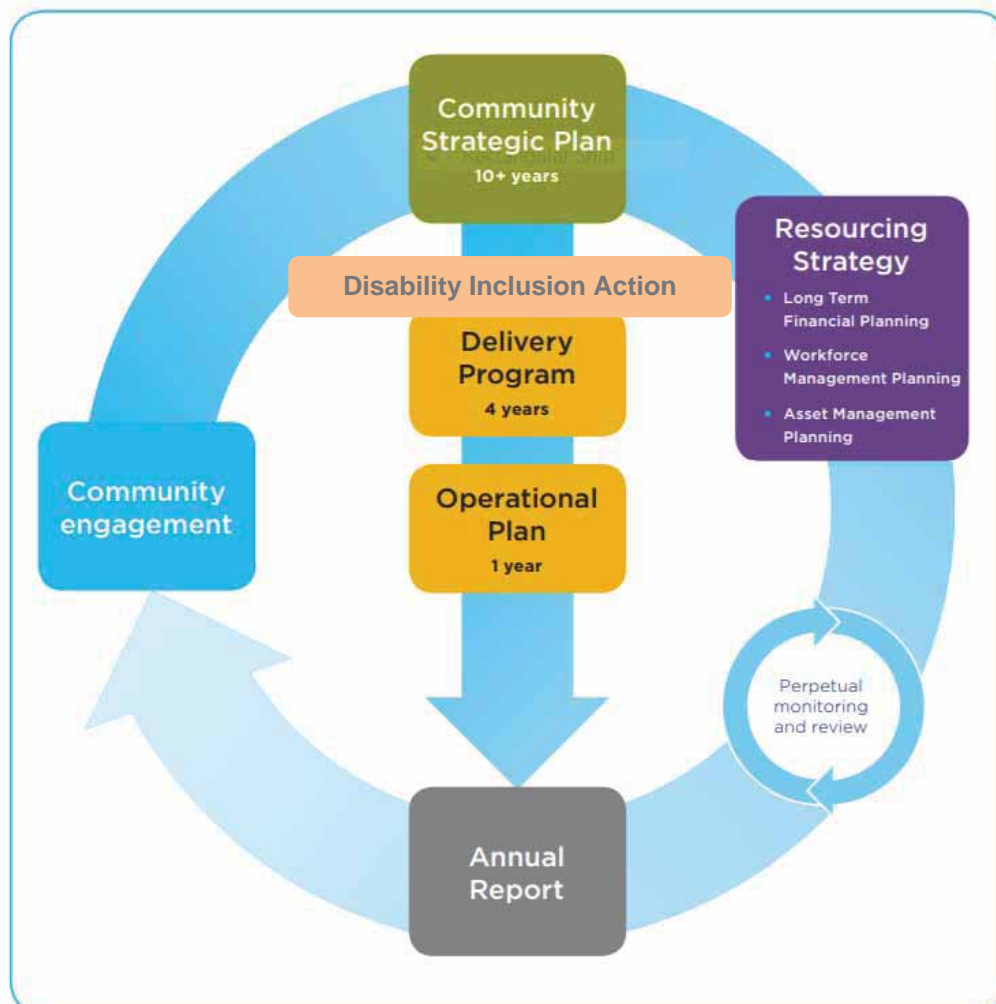 Community
Strategic Plan
10+ years
Resourcing
Strategy
• Long Term
Financial Planning
• Workforce
Management Planning
• Asset Management
Planning
Disability Inclusion Action
Delivery
Program
4 years
Community
engagement
Operational
Plan
1 year
Perpetual
monitoring
and review
Annual
Report